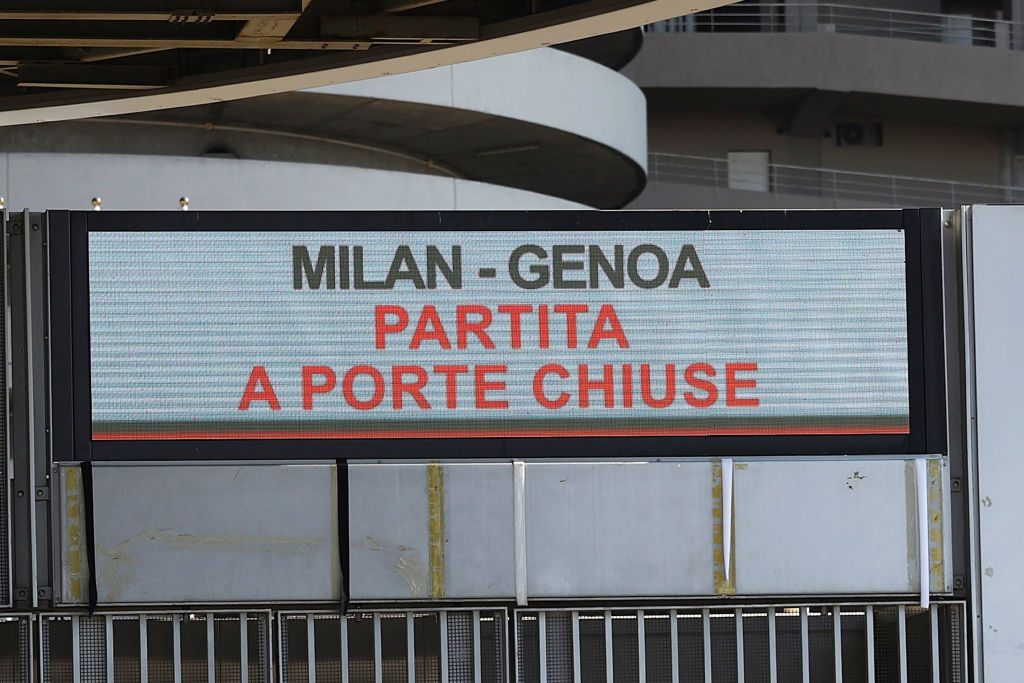 MILAN - GENOA
PARTITA
A PORTE CHIUSE